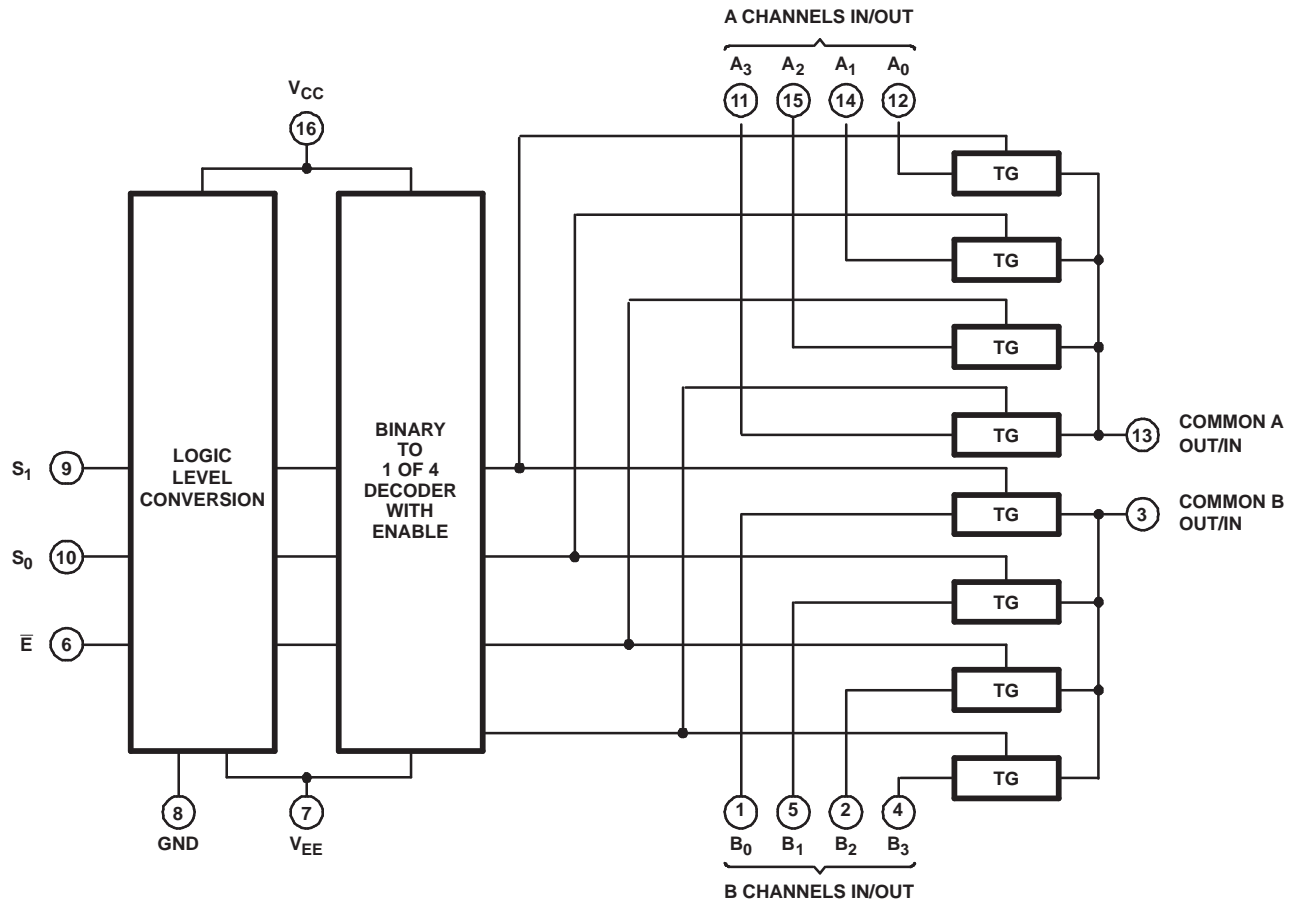 A CHANNELS IN/OUT
A3 A2 A1 A0
11 15 14 12
VCC
16
TG
TG
TG
TG
13 COMMON A
OUT/IN
S1 9
S0 10
E̅ 6
LOGIC
LEVEL
CONVERSION
BINARY
TO
1 OF 4
DECODER
WITH
ENABLE
TG
3 COMMON B
OUT/IN
TG
TG
TG
8
GND
7
VEE
1 5 2 4
B0 B1 B2 B3
B CHANNELS IN/OUT